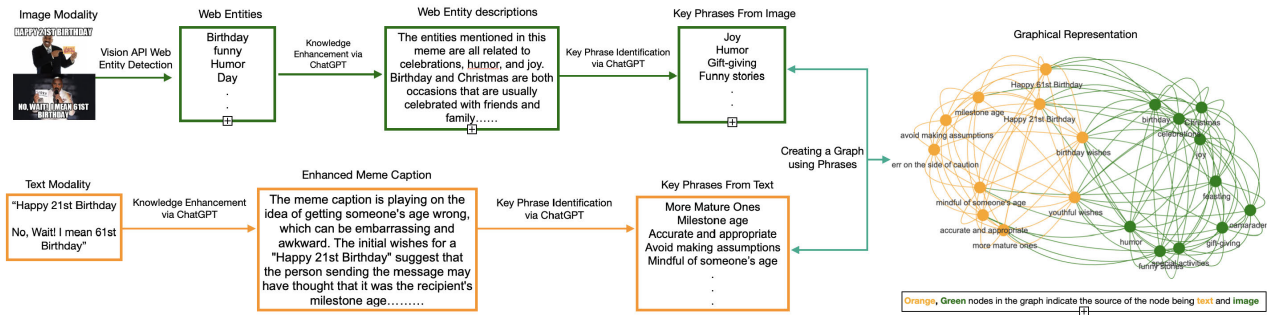 Image Modality
HAPPY 21ST BIRTHDAY
NO, WAIT! I MEAN 61ST
BIRTHDAY
Vision API Web
Entity Detection
Web Entities
Birthday
funny
Humor
Day
.
.
Knowledge
Enhancement via
ChatGPT
Web Entity descriptions
The entities mentioned in this
meme are all related to
celebrations, humor, and joy.
Birthday and Christmas are both
occasions that are usually
celebrated with friends and
family……
Key Phrase Identification
via ChatGPT
Key Phrases From Image
Joy
Humor
Gift-giving
Funny stories
.
.
.
Text Modality
“Happy 21st Birthday
No, Wait! I mean 61st
Birthday”
Knowledge Enhancement
via ChatGPT
Enhanced Meme Caption
The meme caption is playing on the
idea of getting someone's age wrong,
which can be embarrassing and
awkward. The initial wishes for a
"Happy 21st Birthday" suggest that
the person sending the message may
have thought that it was the recipient's
milestone age………
Key Phrase Identification
via ChatGPT
Key Phrases From Text
More Mature Ones
Milestone age
Accurate and appropriate
Avoid making assumptions
Mindful of someone’s age
.
.
.
Creating a Graph
using Phrases
Graphical Representation
Happy 61st Birthday
milestone age
Happy 21st Birthday
avoid making assumptions
birthday wishes
err on the side of caution
mindful of someone's age
youthful wishes
accurate and appropriate
more mature ones
birthday
Christmas
celebrations
joy
feasting
camarader
gift-giving
humor
special activities
funny stories
Orange, Green nodes in the graph indicate the source of the node being text and image